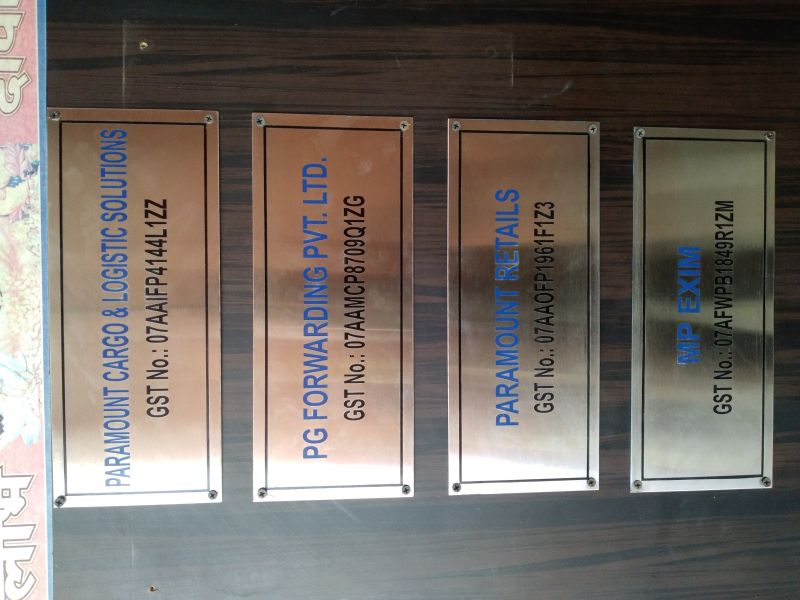 PARAMOUNT CARGO & LOGISTIC SOLUTIONS
GST No.: 07AAIFP4144L1ZZ
PG FORWARDING PVT. LTD.
GST No.: 07AAMCP8709Q1ZG
PARAMOUNT RETAILS
GST No.: 07AAOFP1961F1Z3
MP EXIM
GST No.: 07AFWPB1849R1ZM
लाभ